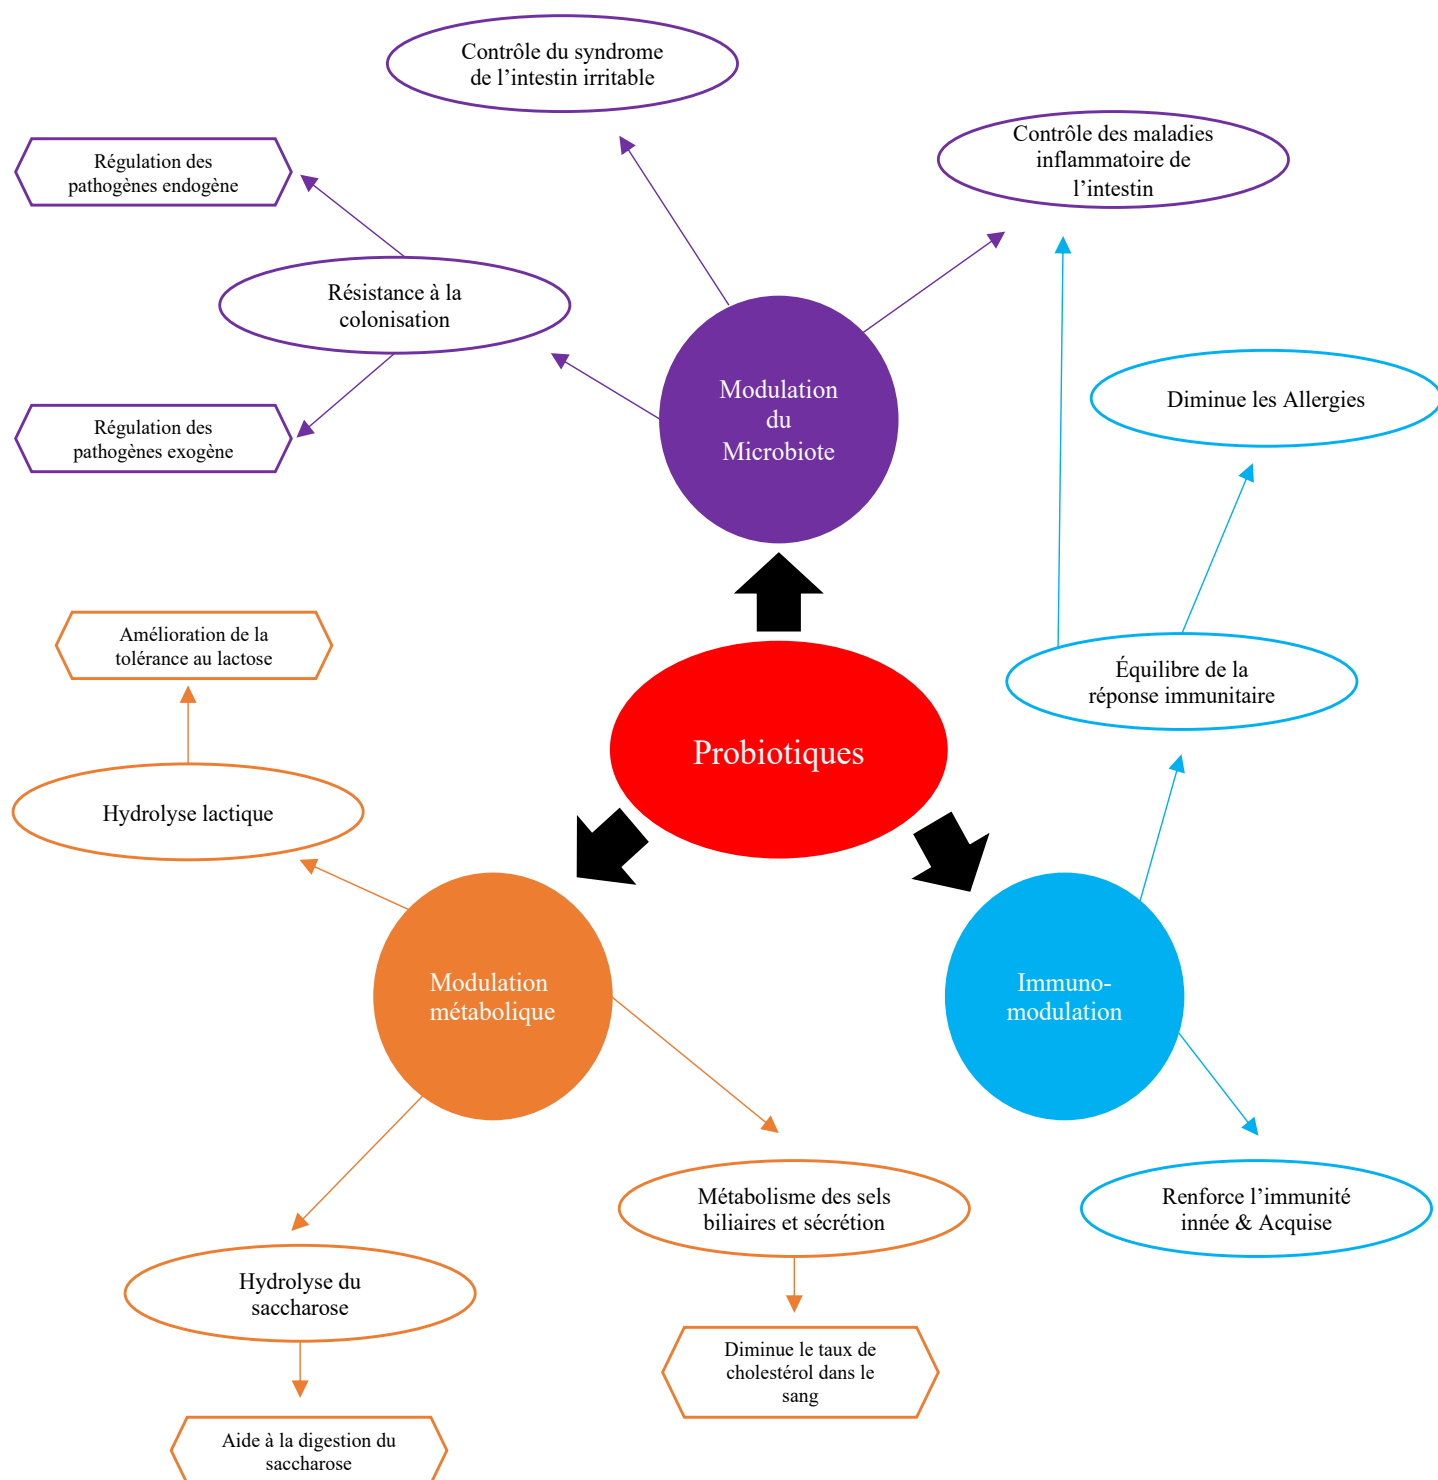 Contrôle du syndrome
de l’intestin irritable
Contrôle des maladies
inflammatoire de
l’intestin
Régulation des
pathogènes endogène
Résistance à la
colonisation
Régulation des
pathogènes exogène
Modulation
du
Microbiote
Diminue les Allergies
Amélioration de la
tolérance au lactose
Équilibre de la
réponse immunitaire
Probiotiques
Hydrolyse lactique
Modulation
métabolique
Immuno-
modulation
Métabolisme des sels
biliaires et sécrétion
Renforce l’immunité
innée & Acquise
Hydrolyse du
saccharose
Diminue le taux de
cholestérol dans le
sang
Aide à la digestion du
saccharose